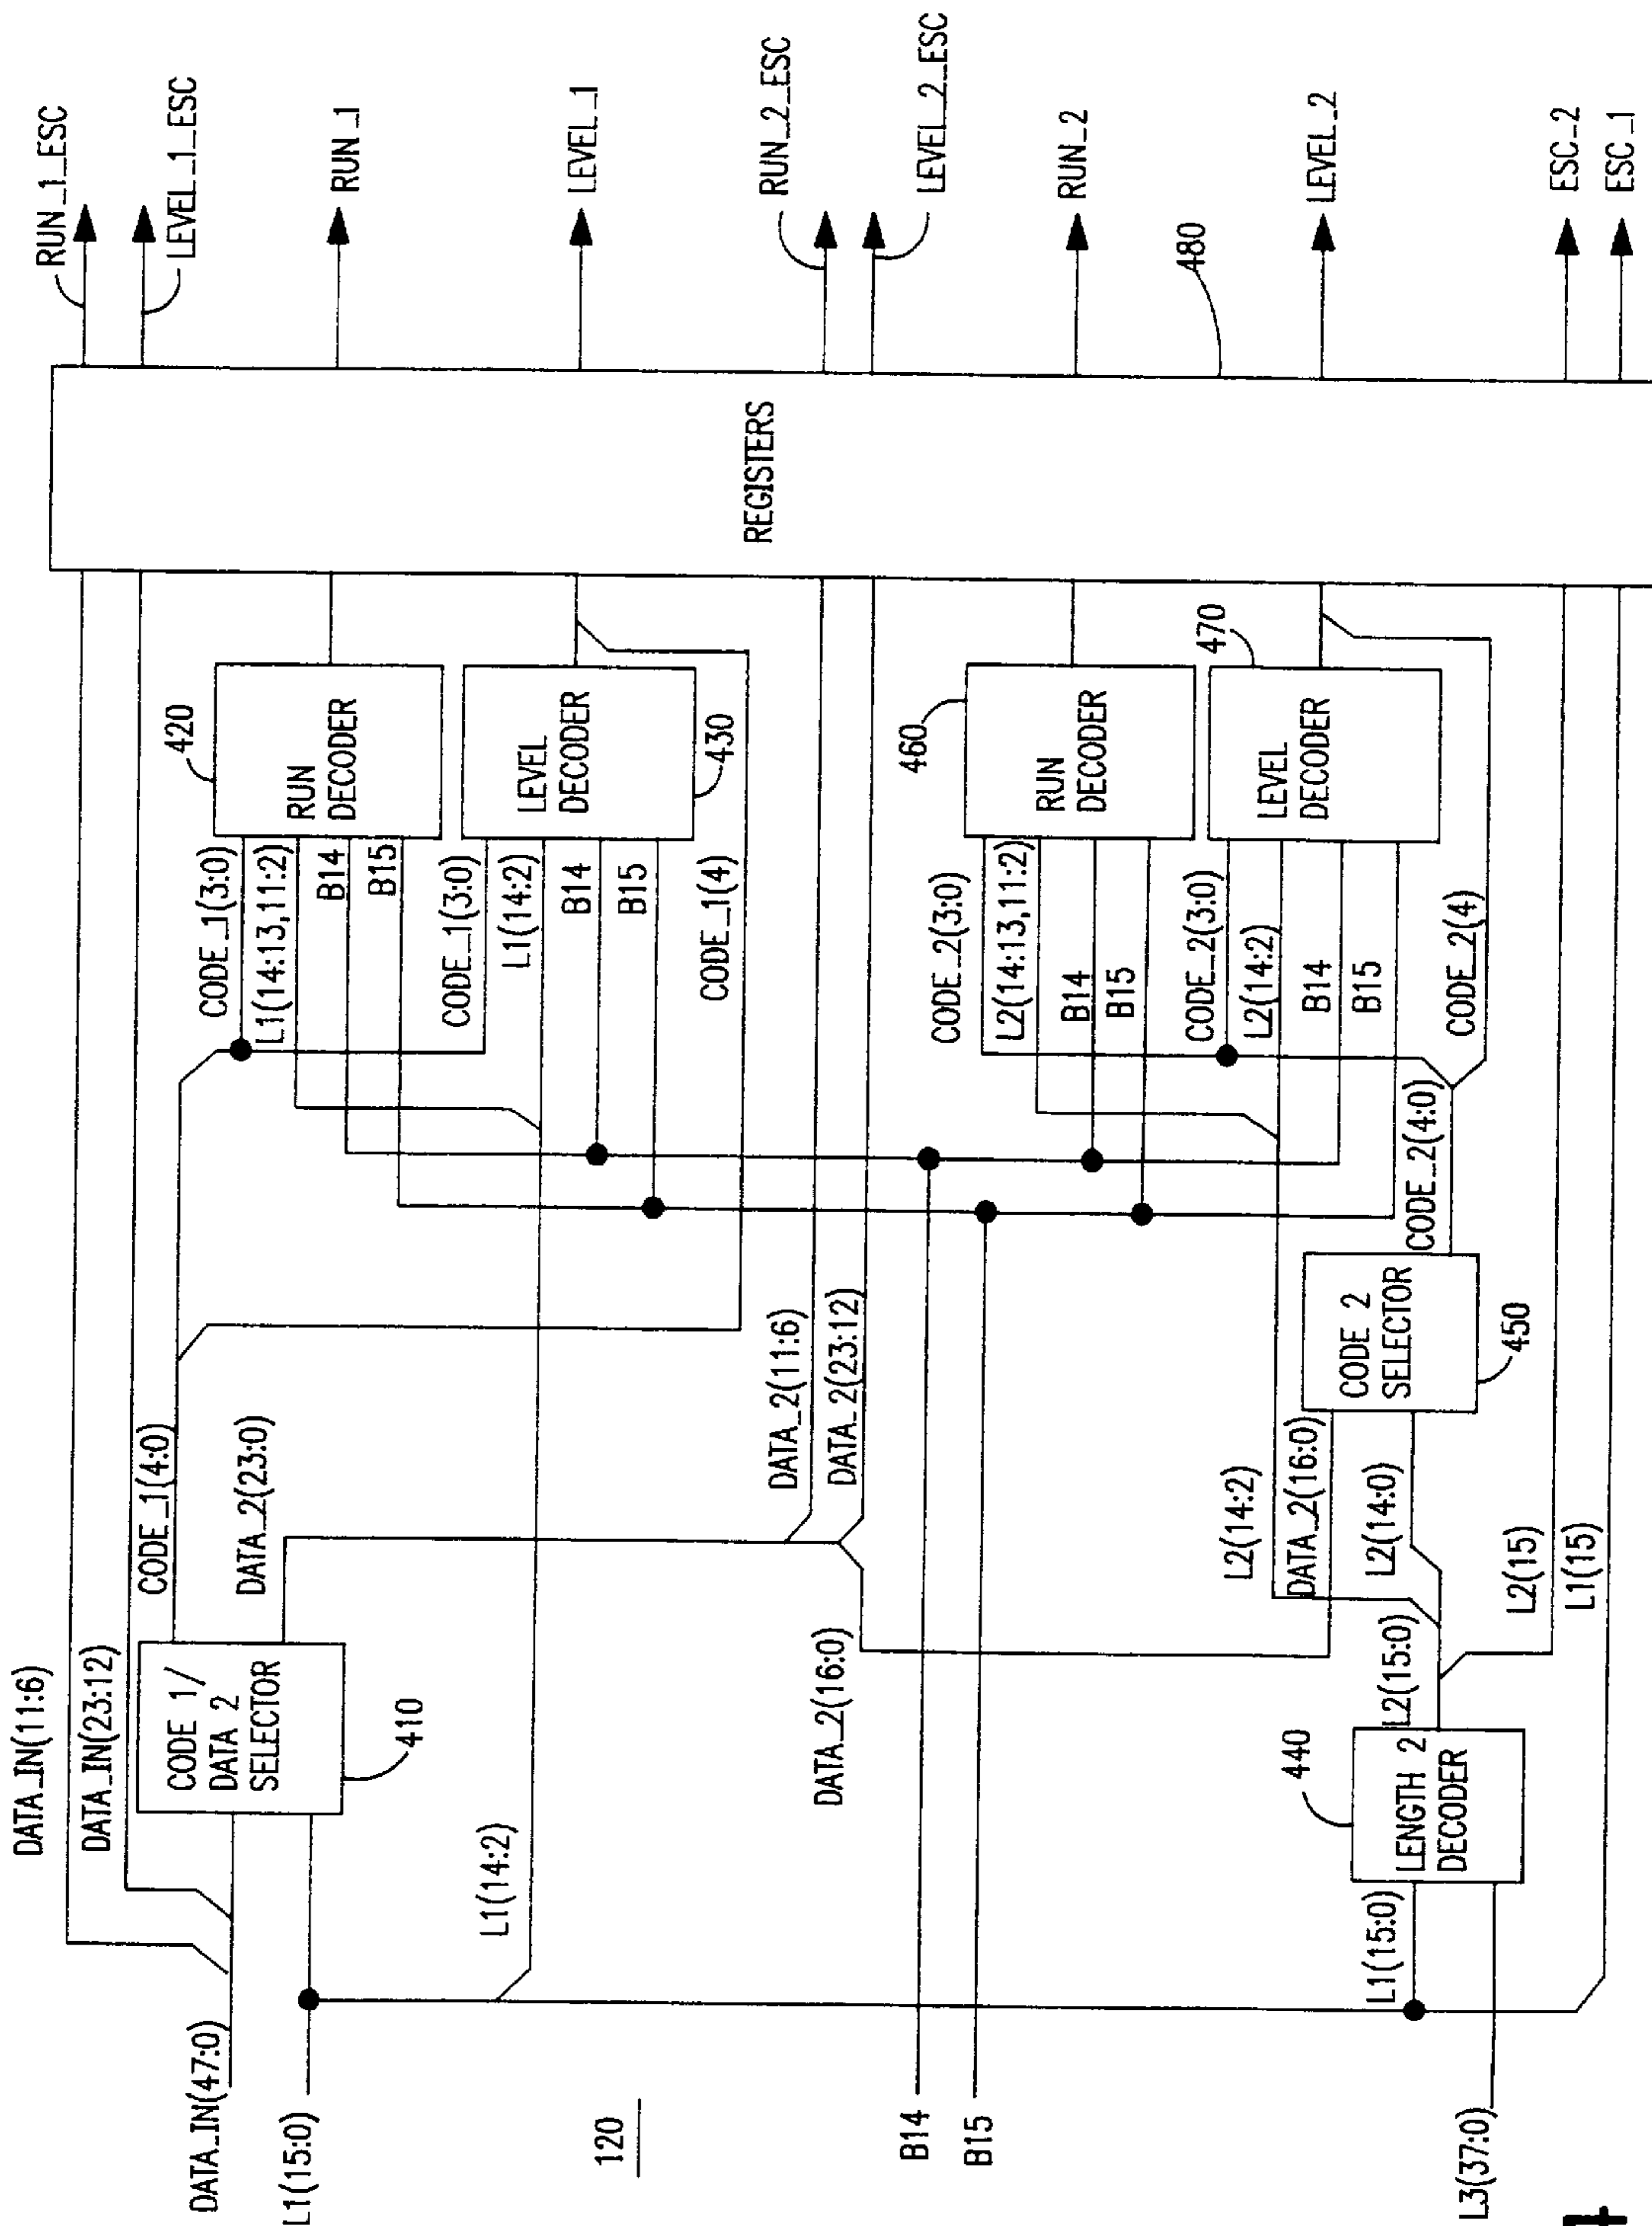 DATA_IN(47:0)
L1(15:0)
120
B14
B15
L3(37:0)
DATA_IN(11:6)
DATA_IN(23:12)
CODE 1/
DATA 2
SELECTOR
410
L1(14:2)
CODE_1(4:0)
DATA_2(23:0)
DATA_2(16:0)
DATA_2(11:6)
DATA_2(23:12)
L1(15:0)
LENGTH 2
DECODER
440
L2(15:0)
L2(14:2)
DATA_2(16:0)
L2(14:0)
L2(15)
L1(15)
CODE 2
SELECTOR
450
CODE_2(4:0)
CODE_1(3:0)
L1(14:13,11:2)
B14
B15
CODE_1(3:0)
L1(14:2)
B14
B15
CODE_1(4)
420
RUN
DECODER
LEVEL
DECODER
430
CODE_2(3:0)
L2(14:13,11:2)
B14
B15
CODE_2(3:0)
L2(14:2)
B14
B15
CODE_2(4)
460
RUN
DECODER
470
LEVEL
DECODER
REGISTERS
480
RUN_1_ESC
LEVEL_1_ESC
RUN_1
LEVEL_1
RUN_2_ESC
LEVEL_2_ESC
RUN_2
LEVEL_2
ESC_2
ESC_1